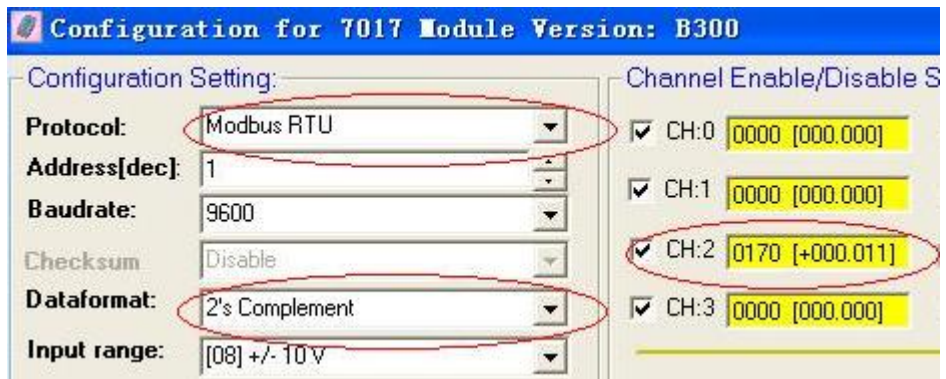 Configuration for 7017 Module Version: B300
Configuration Setting:
Protocol: Modbus RTU
Address[dec]: 1
Baudrate: 9600
Checksum Disable
Dataformat: 2's Complement
Input range: [08] +/- 10 V
Channel Enable/Disable S
CH:0 0000 [000.000]
CH:1 0000 [000.000]
CH:2 0170 [+000.011]
CH:3 0000 [000.000]